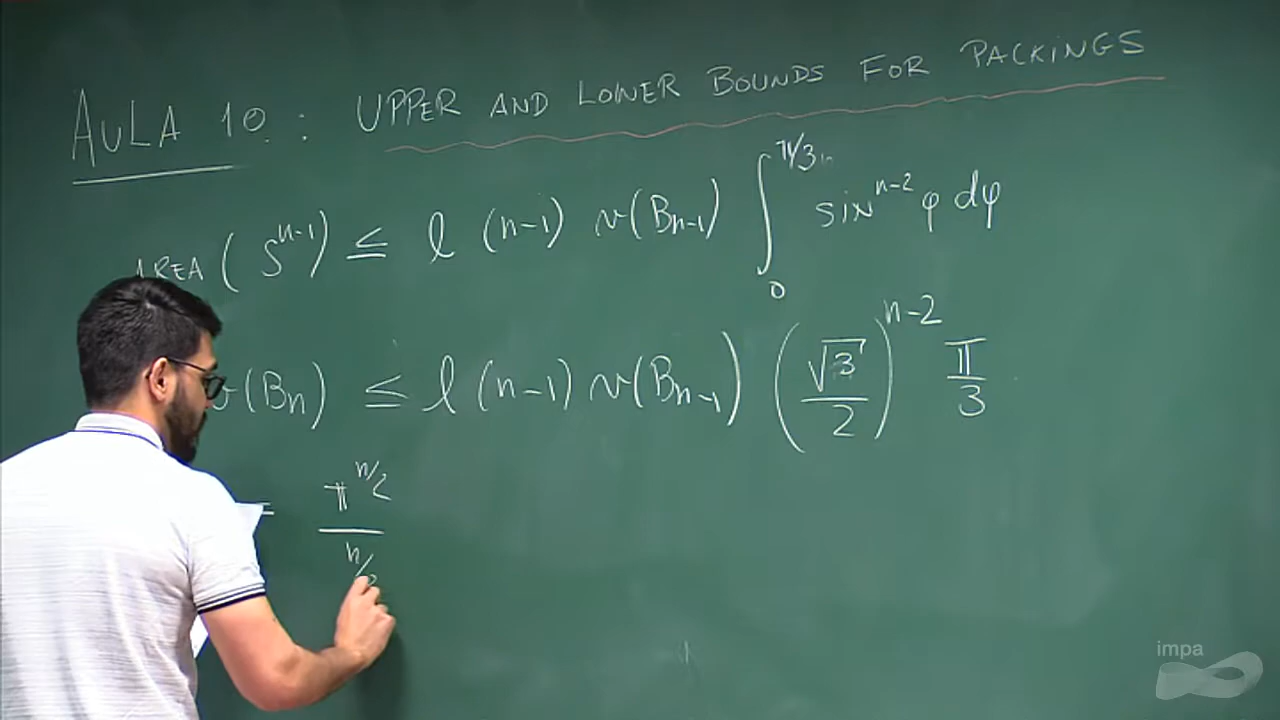 AULA 10 : UPPER AND LOWER BOUNDS FOR PACKINGS
AREA ( S^{n-1} ) ≤ l (n-1) v(B_{n-1}) ∫_0^{π/3} sin^{n-2} φ dφ
v(B_n) ≤ l (n-1) v(B_{n-1}) (√3/2)^{n-2} π/3
= π^{n/2} / n/2
impa